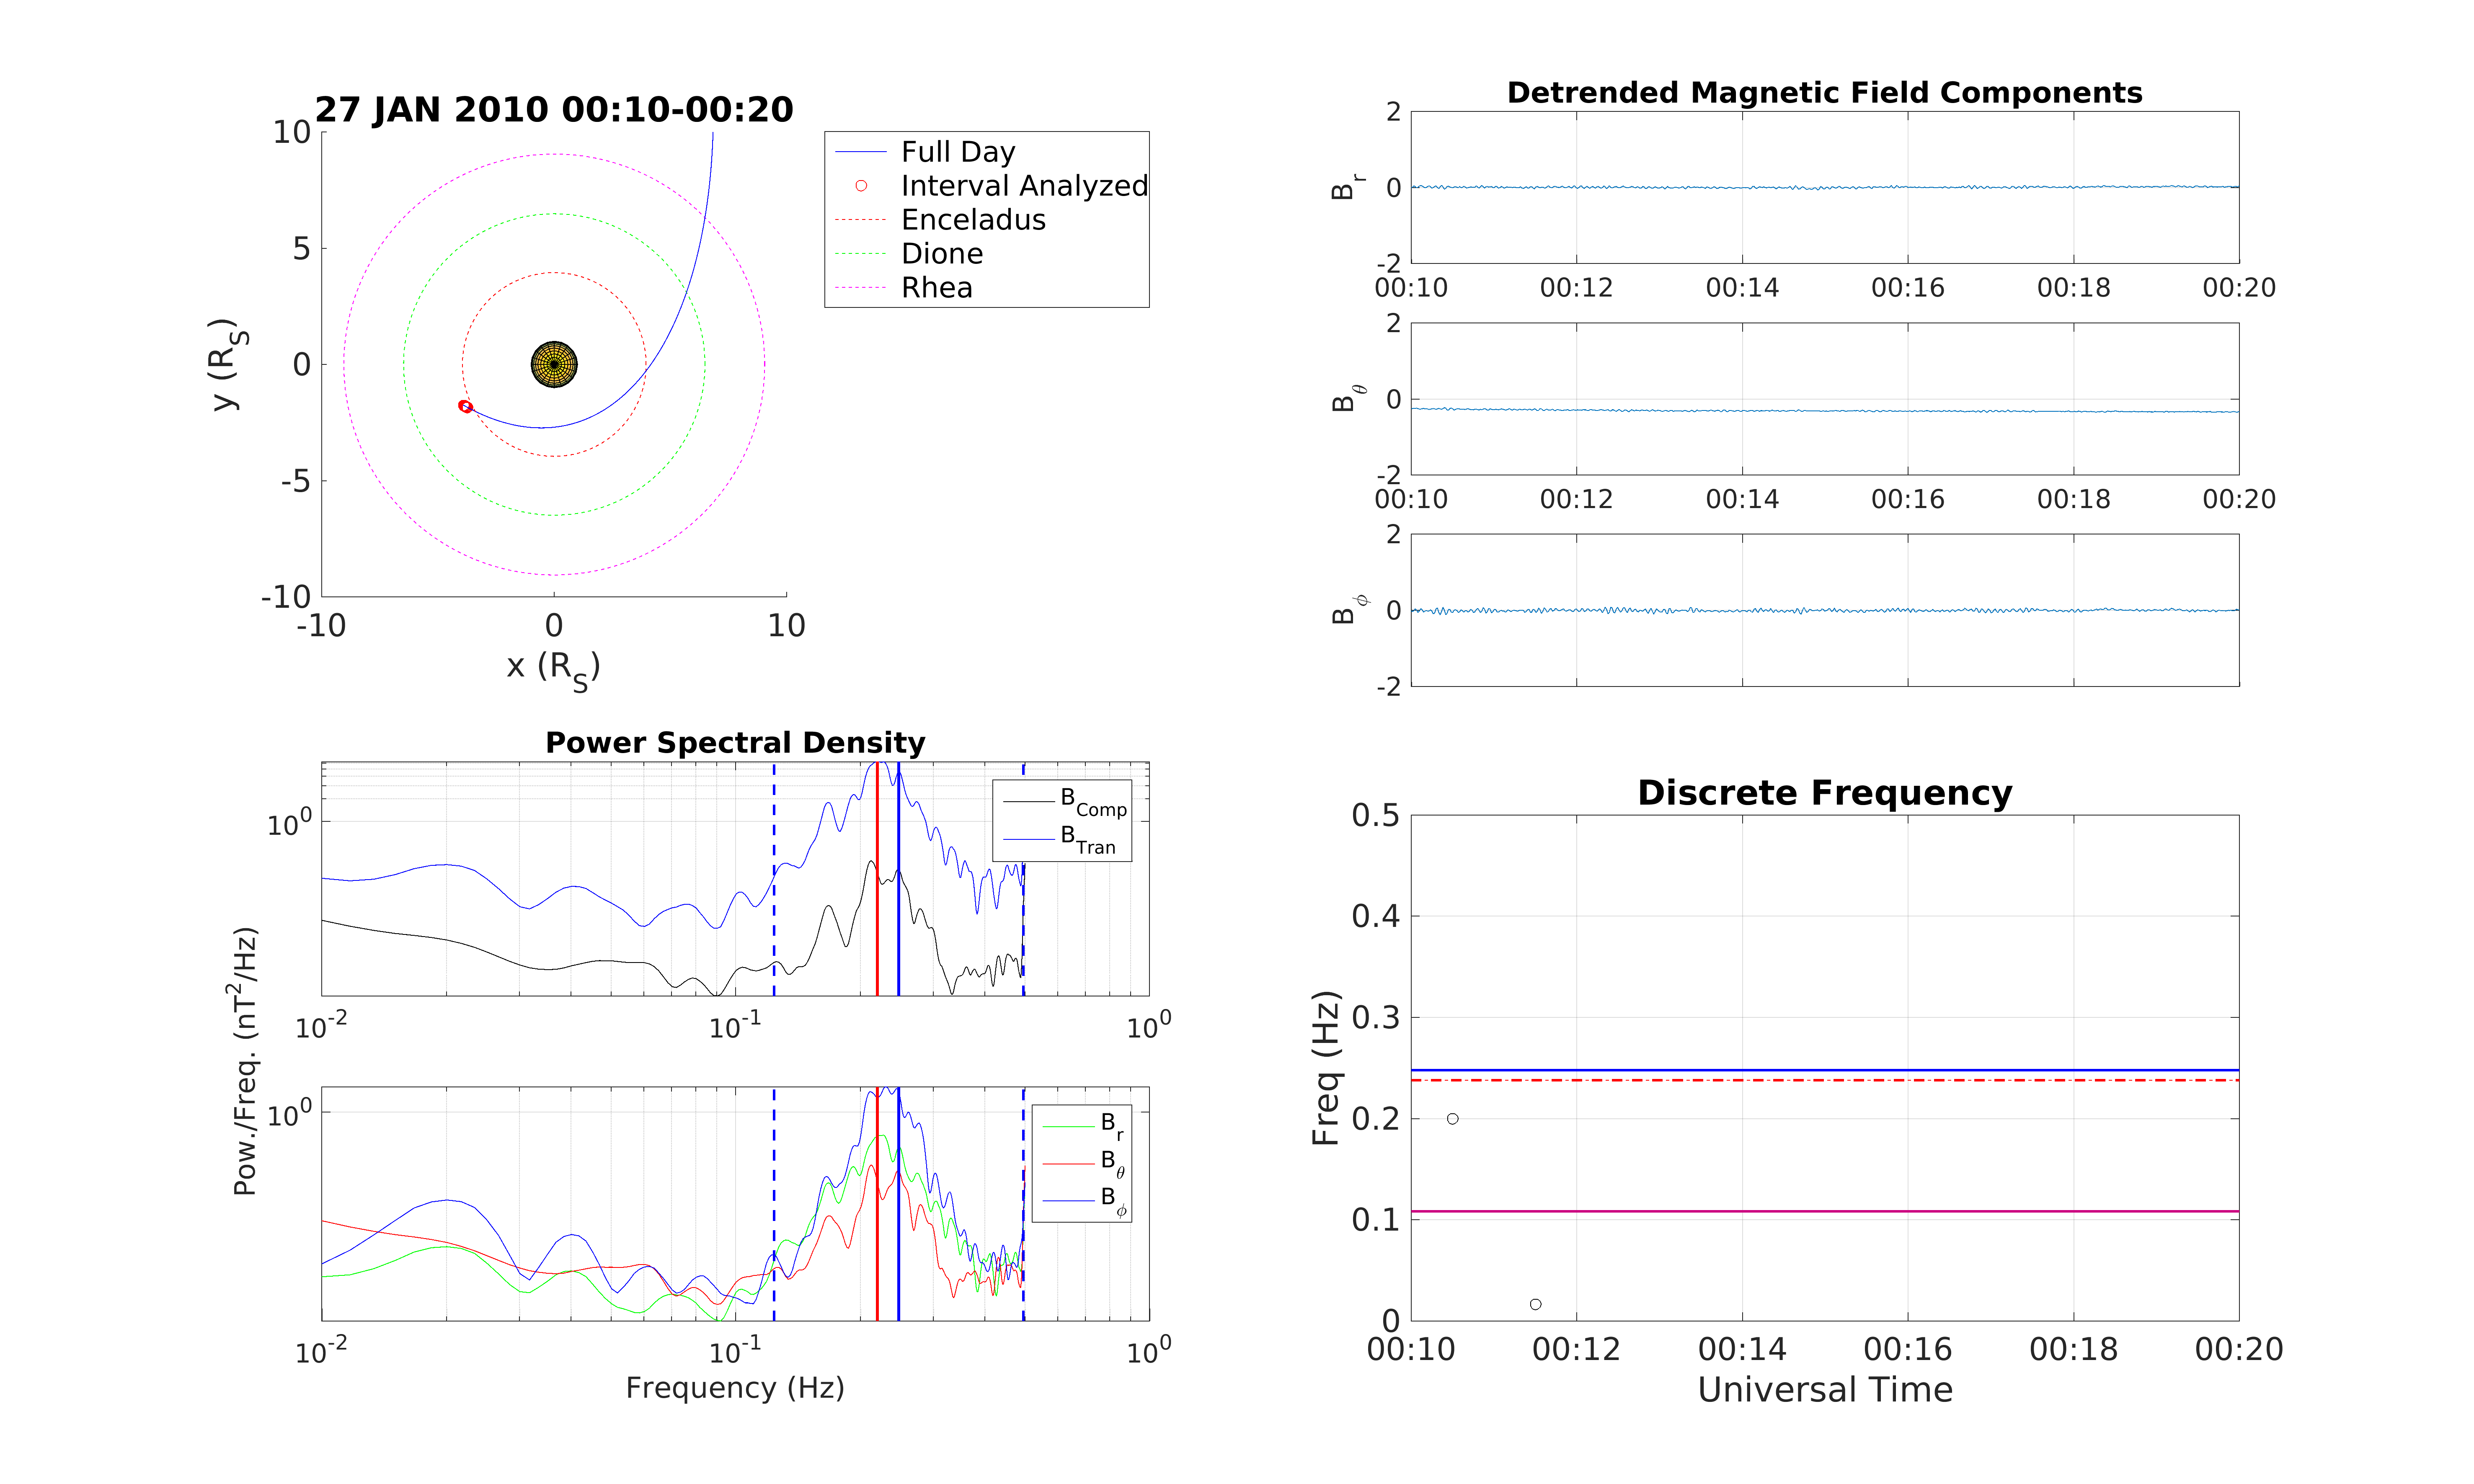 27 JAN 2010 00:10-00:20
10
5
0
-5
-10
y (R_S)
-10 0 10
x (R_S)
Full Day
Interval Analyzed
Enceladus
Dione
Rhea
Detrended Magnetic Field Components
2
0
-2
B_r
00:10 00:12 00:14 00:16 00:18 00:20
2
0
-2
B_θ
00:10 00:12 00:14 00:16 00:18 00:20
2
0
-2
B_ϕ
Power Spectral Density
10^0
B_Comp
B_Tran
10^-2 10^-1 10^0
Pow./Freq. (nT^2/Hz)
10^0
B_r
B_θ
B_ϕ
10^-2 10^-1 10^0
Frequency (Hz)
Discrete Frequency
0.5
0.4
0.3
0.2
0.1
0
Freq (Hz)
00:10 00:12 00:14 00:16 00:18 00:20
Universal Time